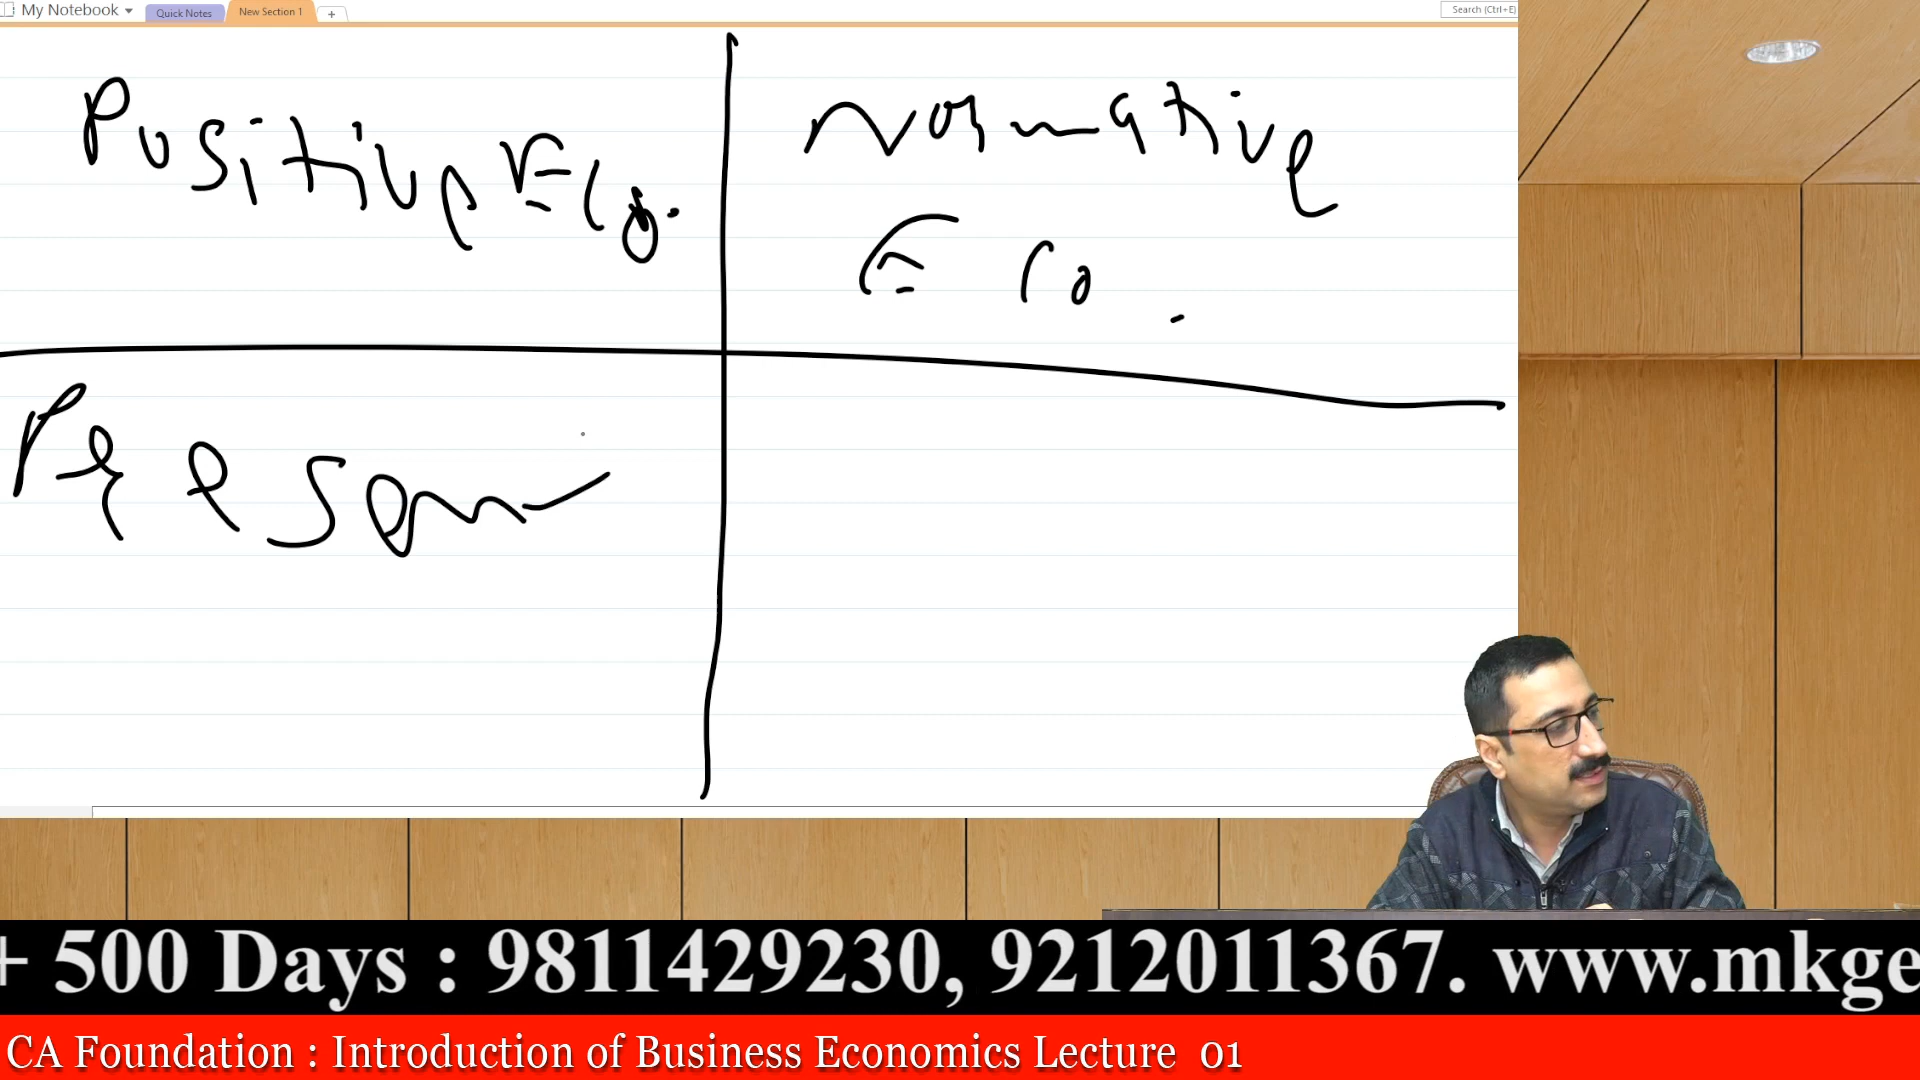 My Notebook
Quick Notes
New Section 1
+
Search (Ctrl+E)
Positive Eco.
Normative
Eco.
+ 500 Days : 9811429230, 9212011367. www.mkge
CA Foundation : Introduction of Business Economics Lecture 01